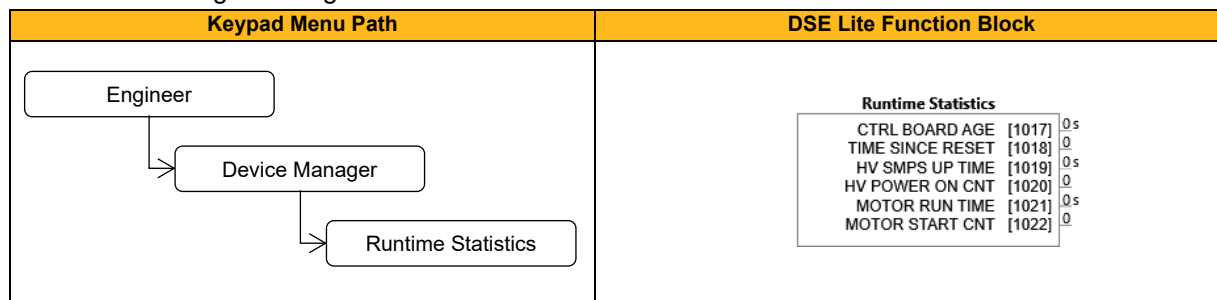 Keypad Menu Path
DSE Lite Function Block
Engineer
Device Manager
Runtime Statistics
Runtime Statistics
CTRL BOARD AGE [1017] 0 s
TIME SINCE RESET [1018] 0
HV SMPS UP TIME [1019] 0 s
HV POWER ON CNT [1020] 0
MOTOR RUN TIME [1021] 0 s
MOTOR START CNT [1022] 0